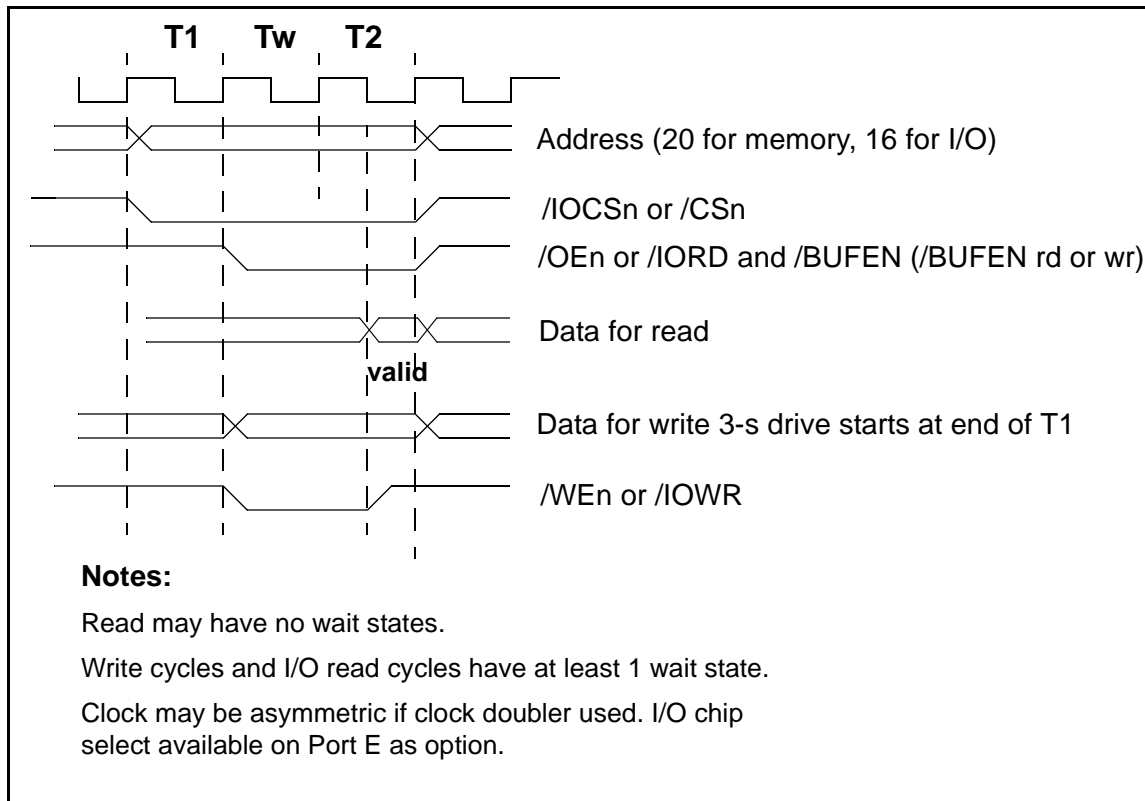 T1 Tw T2
Address (20 for memory, 16 for I/O)
/IOCSn or /CSn
/OEn or /IORD and /BUFEN (/BUFEN rd or wr)
Data for read
valid
Data for write 3-s drive starts at end of T1
/WEn or /IOWR
Notes:
Read may have no wait states.
Write cycles and I/O read cycles have at least 1 wait state.
Clock may be asymmetric if clock doubler used. I/O chip
select available on Port E as option.